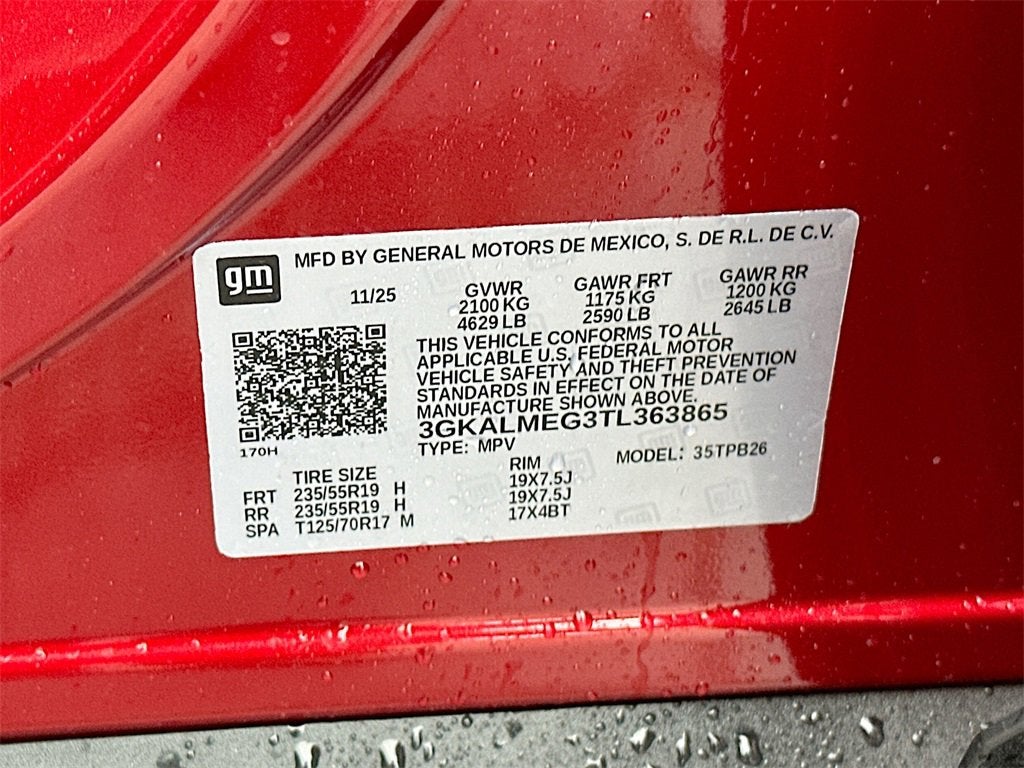 gm
MFD BY GENERAL MOTORS DE MEXICO, S. DE R.L. DE C.V.
11/25 GVWR GAWR FRT GAWR RR
2100 KG 1175 KG 1200 KG
4629 LB 2590 LB 2645 LB
THIS VEHICLE CONFORMS TO ALL
APPLICABLE U.S. FEDERAL MOTOR
VEHICLE SAFETY AND THEFT PREVENTION
STANDARDS IN EFFECT ON THE DATE OF
MANUFACTURE SHOWN ABOVE.
3GKALMEG3TL363865
170H
TYPE: MPV MODEL: 35TPB26
TIRE SIZE RIM
FRT 235/55R19 H 19X7.5J
RR 235/55R19 H 19X7.5J
SPA T125/70R17 M 17X4BT